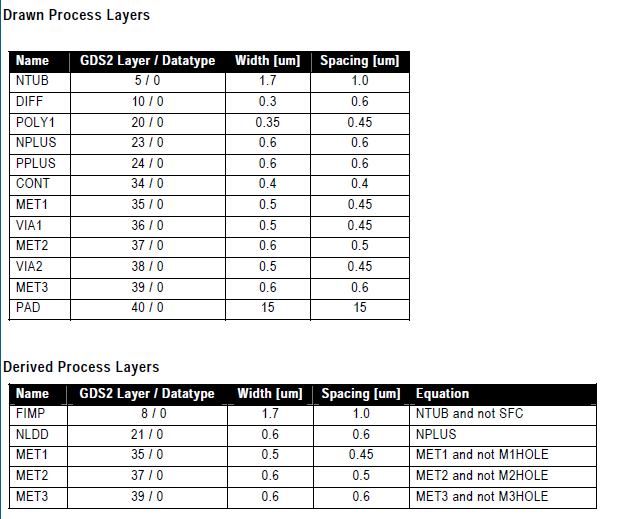 Drawn Process Layers
Name GDS2 Layer / Datatype Width [um] Spacing [um]
NTUB 5 / 0 1.7 1.0
DIFF 10 / 0 0.3 0.6
POLY1 20 / 0 0.35 0.45
NPLUS 23 / 0 0.6 0.6
PPLUS 24 / 0 0.6 0.6
CONT 34 / 0 0.4 0.4
MET1 35 / 0 0.5 0.45
VIA1 36 / 0 0.5 0.45
MET2 37 / 0 0.6 0.5
VIA2 38 / 0 0.5 0.45
MET3 39 / 0 0.6 0.6
PAD 40 / 0 15 15
Derived Process Layers
Name GDS2 Layer / Datatype Width [um] Spacing [um] Equation
FIMP 8 / 0 1.7 1.0 NTUB and not SFC
NLDD 21 / 0 0.6 0.6 NPLUS
MET1 35 / 0 0.5 0.45 MET1 and not M1HOLE
MET2 37 / 0 0.6 0.5 MET2 and not M2HOLE
MET3 39 / 0 0.6 0.6 MET3 and not M3HOLE